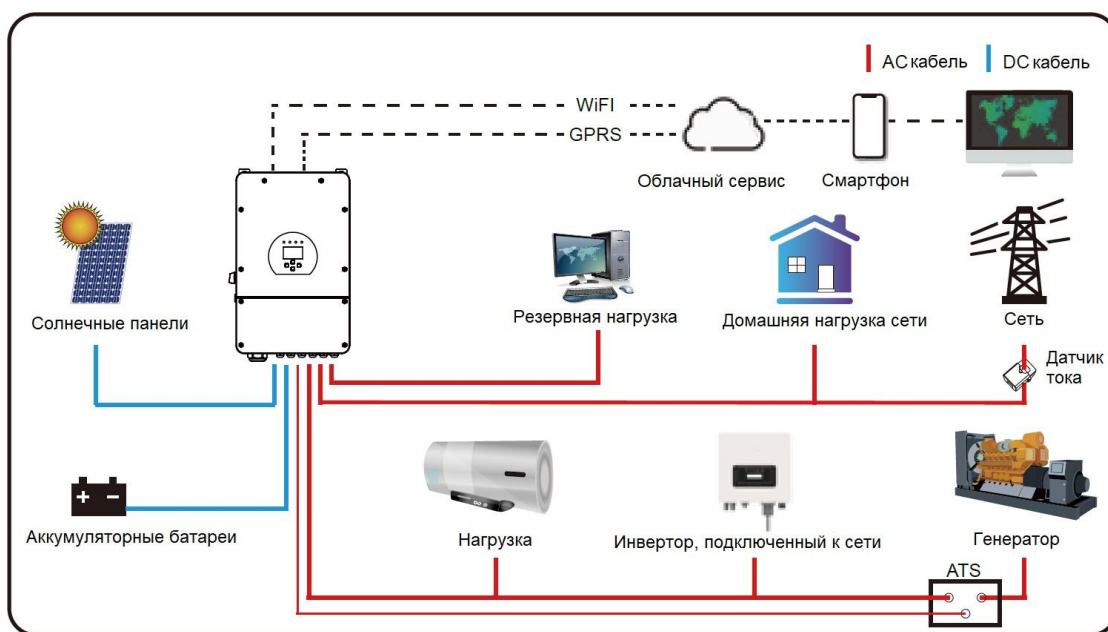 AC кабель
DC кабель
WiFI
GPRS
Облачный сервис
Смартфон
Солнечные панели
Резервная нагрузка
Домашняя нагрузка сети
Сеть
Датчик
тока
Аккумуляторные батареи
Нагрузка
Инвертор, подключенный к сети
Генератор
ATS